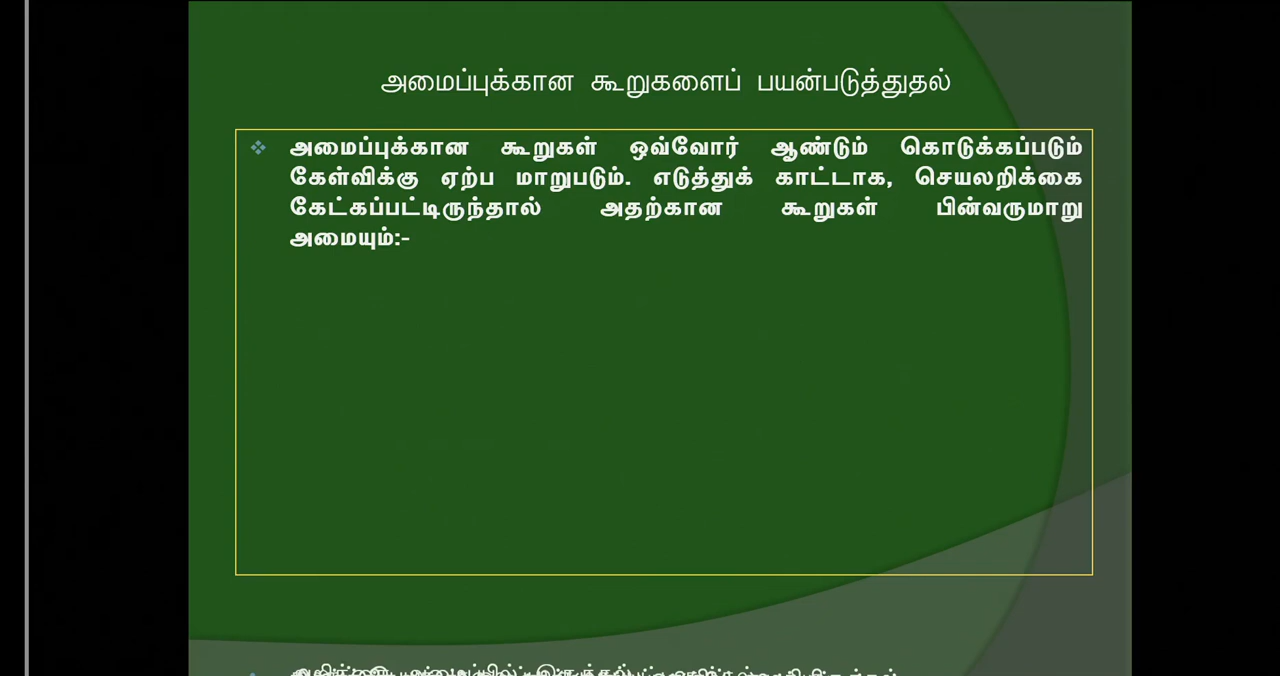 அமைப்புக்கான கூறுகளைப் பயன்படுத்துதல்
❖ அமைப்புக்கான கூறுகள் ஒவ்வோர் ஆண்டும் கொடுக்கப்படும்
கேள்விக்கு ஏற்ப மாறுபடும். எடுத்துக் காட்டாக, செயலறிக்கை
கேட்கப்பட்டிருந்தால் அதற்கான கூறுகள் பின்வருமாறு
அமையும்:-